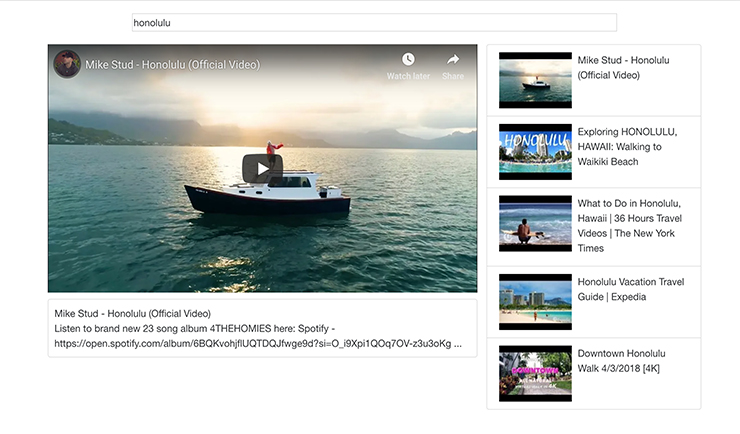 honolulu
Mike Stud - Honolulu (Official Video)
Watch later
Share
Mike Stud - Honolulu (Official Video)
Listen to brand new 23 song album 4THEHOMIES here: Spotify -
https://open.spotify.com/album/6BQKvohjflUQTDQJfwge9d?si=O_i9Xpi1QOq7OV-z3u3oKg ...
Mike Stud - Honolulu
(Official Video)
HONOLULU
Exploring HONOLULU,
HAWAII: Walking to
Waikiki Beach
What to Do in Honolulu,
Hawaii | 36 Hours Travel
Videos | The New York
Times
Honolulu Vacation Travel
Guide | Expedia
DOWNTOWN
Downtown Honolulu
Walk 4/3/2018 [4K]